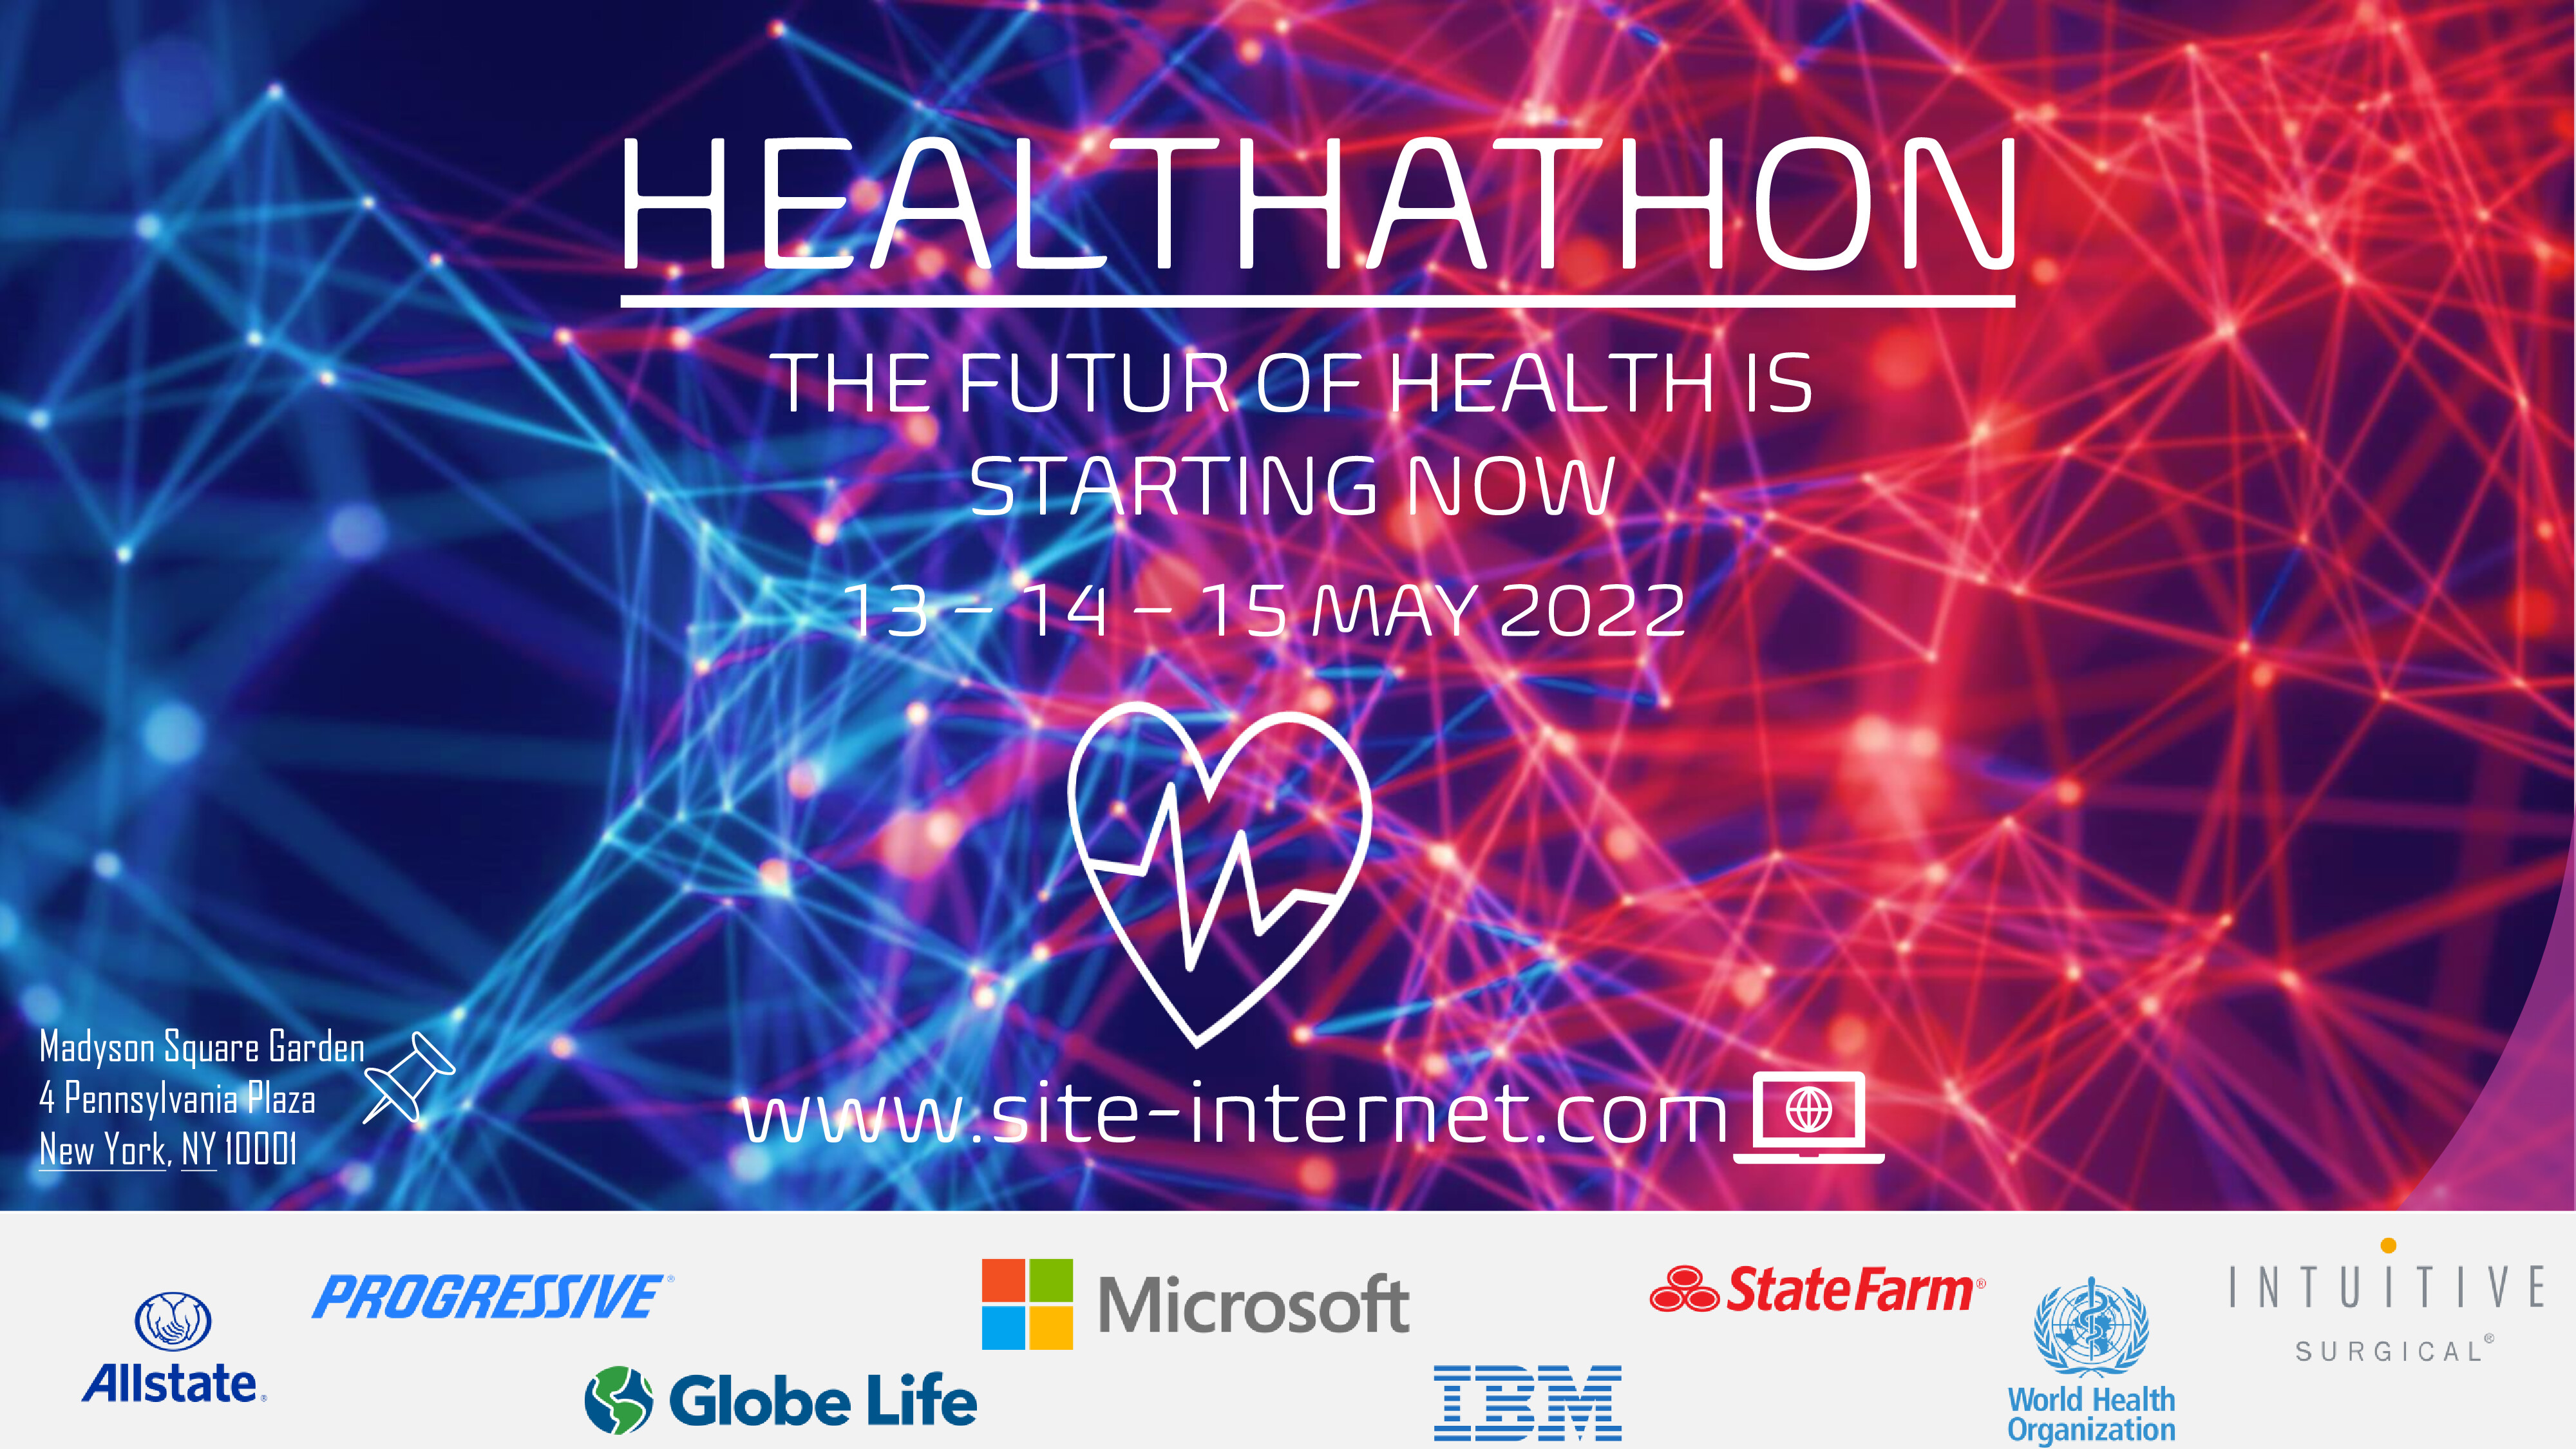 HEALTHATHON
THE FUTUR OF HEALTH IS
STARTING NOW
13 – 14 – 15 MAY 2022
Madyson Square Garden
4 Pennsylvania Plaza
New York, NY 10001
www.site-internet.com
Allstate®
PROGRESSIVE®
Globe Life
Microsoft
IBM
State Farm®
World Health
Organization
INTUITIVE
SURGICAL®